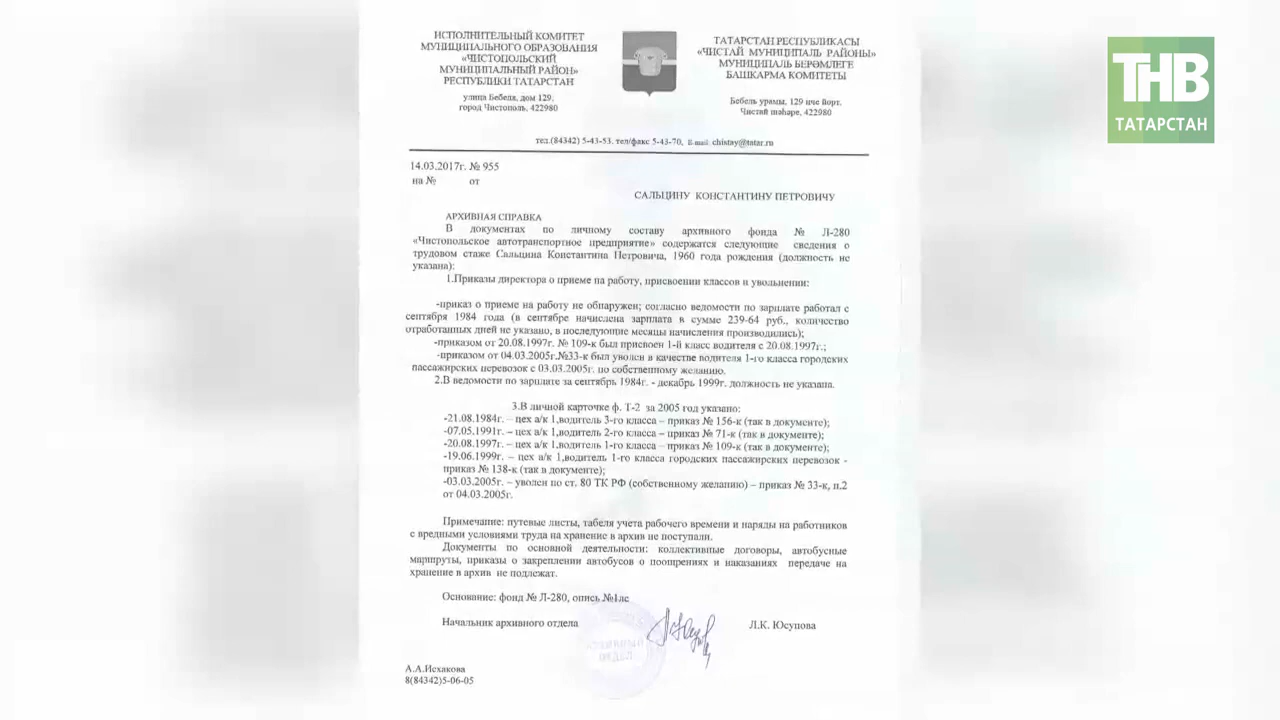 ИСПОЛНИТЕЛЬНЫЙ КОМИТЕТ
МУНИЦИПАЛЬНОГО ОБРАЗОВАНИЯ
«ЧИСТОПОЛЬСКИЙ
МУНИЦИПАЛЬНЫЙ РАЙОН»
РЕСПУБЛИКИ ТАТАРСТАН
улица Бебеля, дом 129,
город Чистополь, 422980
ТАТАРСТАН РЕСПУБЛИКАСЫ
«ЧИСТАЙ МУНИЦИПАЛЬ РАЙОНЫ»
МУНИЦИПАЛЬ БЕРӘМЛЕГЕ
БАШКАРМА КОМИТЕТЫ
Бебель урамы, 129 нче йорт,
Чистай шәһәре, 422980
ТНВ
ТАТАРСТАН
тел.(84342) 5-43-53. тел/факс 5-43-70, E-mail: chistay@tatar.ru
14.03.2017г. № 955
на № от
САЛЬЦИНУ КОНСТАНТИНУ ПЕТРОВИЧУ
АРХИВНАЯ СПРАВКА
В документах по личному составу архивного фонда № Л-280
«Чистопольское автотранспортное предприятие» содержатся следующие сведения о
трудовом стаже Сальцина Константина Петровича, 1960 года рождения (должность не
указана):
1.Приказы директора о приеме на работу, присвоении классов и увольнении:
-приказ о приеме на работу не обнаружен; согласно ведомости по зарплате работал с
сентября 1984 года (в сентябре начислена зарплата в сумме 239-64 руб., количество
отработанных дней не указано, в последующие месяцы начисления производились);
-приказом от 20.08.1997г. № 109-к был присвоен 1-й класс водителя с 20.08.1997г.;
-приказом от 04.03.2005г.№33-к был уволен в качестве водителя 1-го класса городских
пассажирских перевозок с 03.03.2005г. по собственному желанию.
2.В ведомости по зарплате за сентябрь 1984г. - декабрь 1999г. должность не указана.
3.В личной карточке ф. Т-2 за 2005 год указано:
-21.08.1984г. – цех а/к 1,водитель 3-го класса – приказ № 156-к (так в документе);
-07.05.1991г. – цех а/к 1,водитель 2-го класса – приказ № 71-к (так в документе);
-20.08.1997г. – цех а/к 1,водитель 1-го класса – приказ № 109-к (так в документе);
-19.06.1999г. – цех а/к 1,водитель 1-го класса городских пассажирских перевозок -
приказ № 138-к (так в документе);
-03.03.2005г. – уволен по ст. 80 ТК РФ (собственному желанию) – приказ № 33-к, п.2
от 04.03.2005г.
Примечание: путевые листы, табеля учета рабочего времени и наряды на работников
с вредными условиями труда на хранение в архив не поступали.
Документы по основной деятельности: коллективные договоры, автобусные
маршруты, приказы о закреплении автобусов о поощрениях и наказаниях передаче на
хранение в архив не подлежат.
Основание: фонд № Л-280, опись №1лс
Начальник архивного отдела
Л.К. Юсупова
АРХИВНЫЙ
ОТДЕЛ
А.А.Исхакова
8(84342)5-06-05